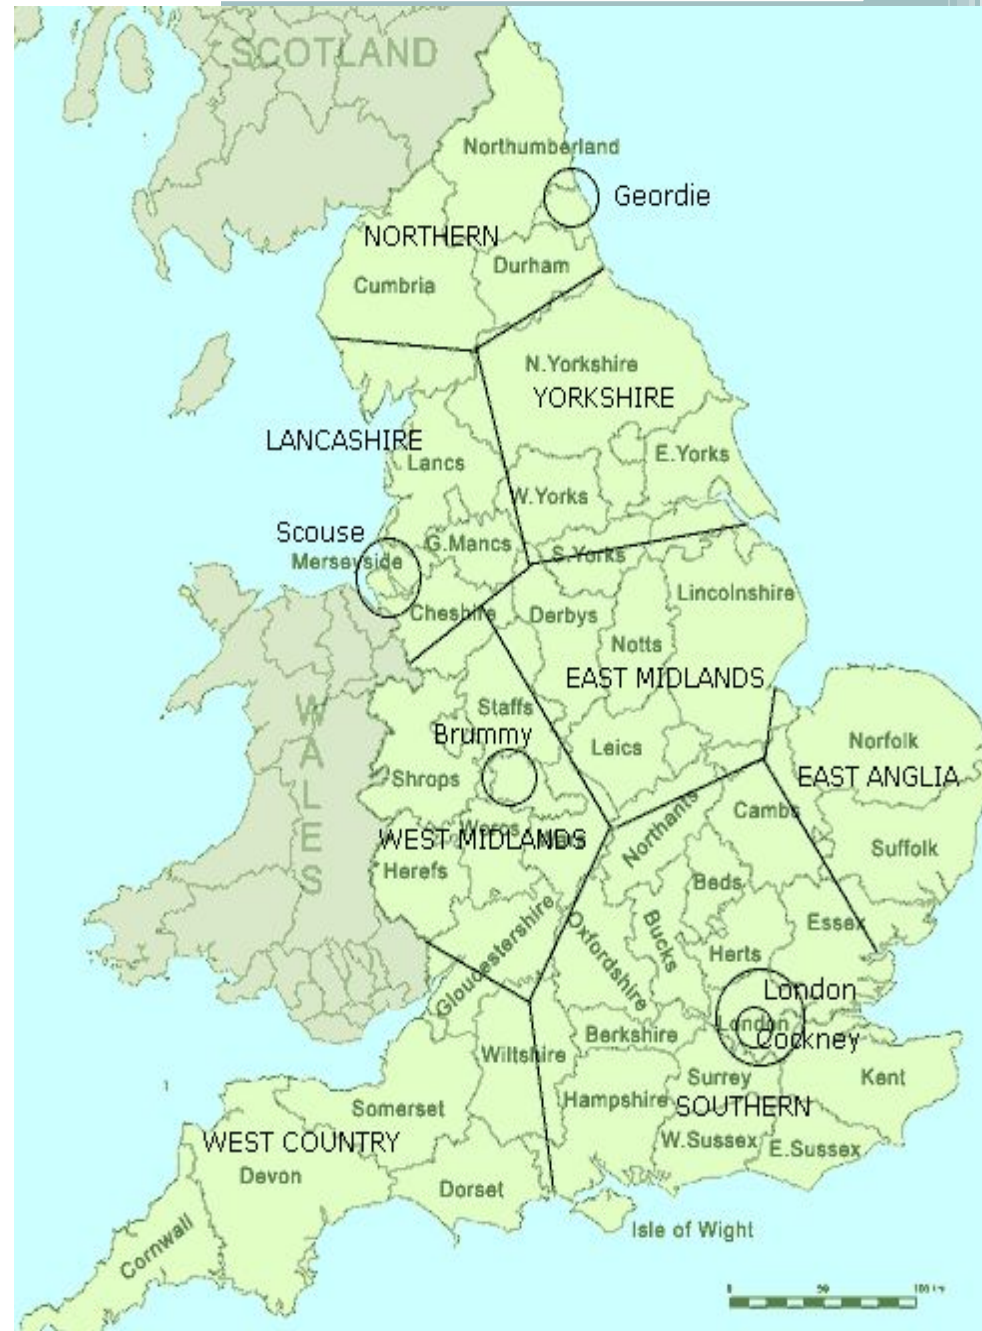 SCOTLAND
Northumberland
Geordie
NORTHERN
Durham
Cumbria
N.Yorkshire
YORKSHIRE
LANCASHIRE
E.Yorks
Lancs
W.Yorks
Scouse
G.Mancs
S.Yorks
Merseyside
Lincolnshire
Cheshire
Derbys
Notts
EAST MIDLANDS
WALES
Staffs
Brummy
Leics
Norfolk
Shrops
EAST ANGLIA
Cambs
Northants
Worcs
WEST MIDLANDS
Suffolk
Herefs
Beds
Essex
Gloucestershire
Oxfordshire
Bucks
Herts
London
London
Cockney
Berkshire
Wiltshire
Surrey
Kent
Hampshire
SOUTHERN
Somerset
WEST COUNTRY
W.Sussex
E.Sussex
Devon
Dorset
Isle of Wight
Cornwall
0